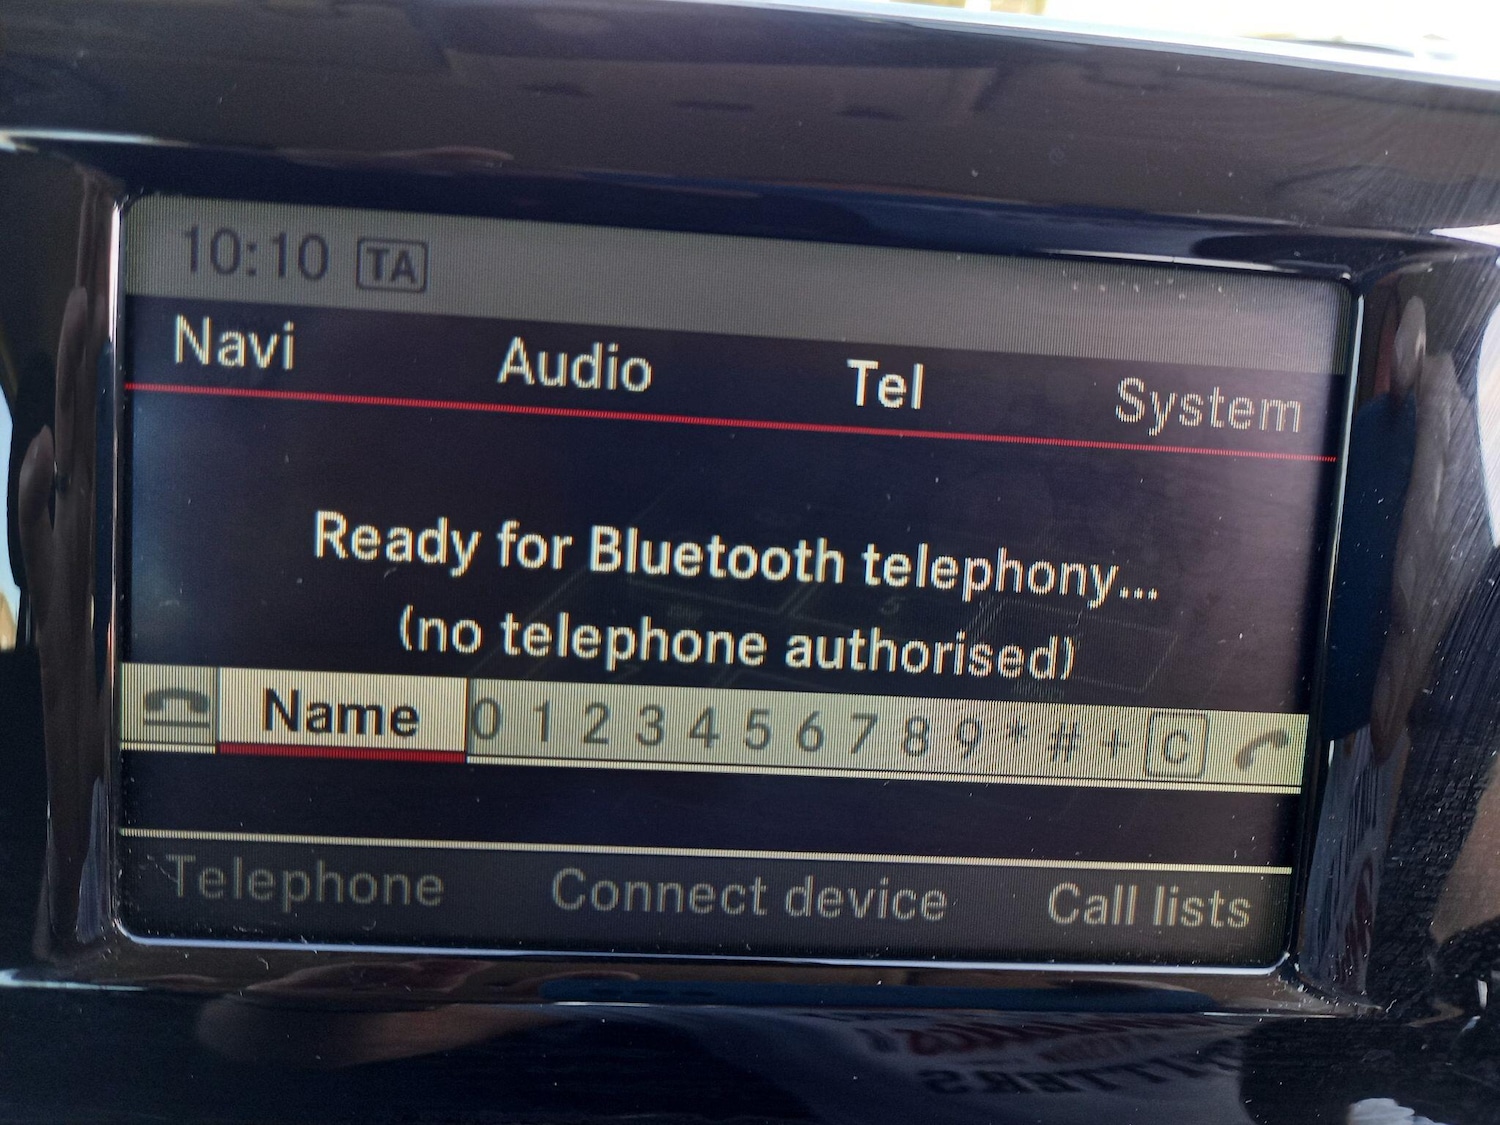 10:10 TA
Navi Audio Tel System
Ready for Bluetooth telephony...
(no telephone authorised)
Name 0 1 2 3 4 5 6 7 8 9 * # + C
Telephone Connect device Call lists